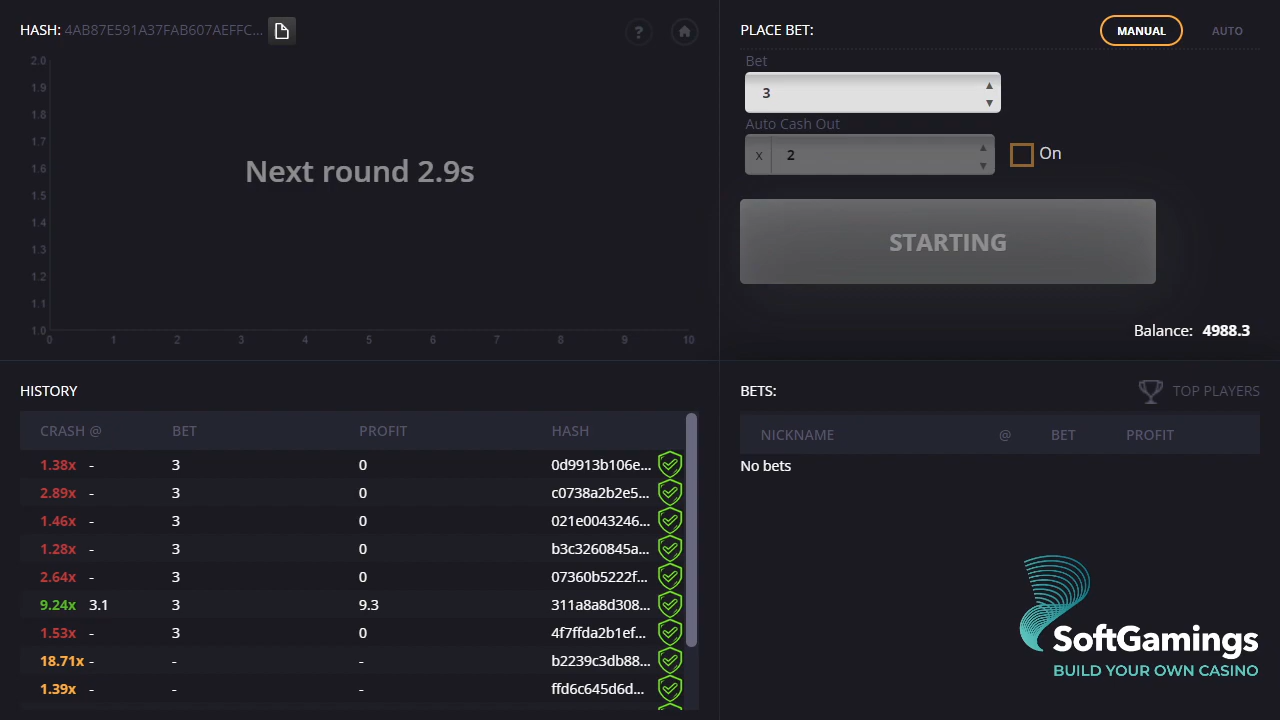 HASH: 4AB87E591A37FAB607AEFFC...
?
2.0
1.9
1.8
1.7
1.6
1.5
1.4
1.3
1.2
1.1
1.0
0 1 2 3 4 5 6 7 8 9 10
Next round 2.9s
PLACE BET:
MANUAL
AUTO
Bet
3
Auto Cash Out
x 2
On
STARTING
Balance: 4988.3
HISTORY
CRASH @ BET PROFIT HASH
1.38x - 3 0 0d9913b106e...
2.89x - 3 0 c0738a2b2e5...
1.46x - 3 0 021e0043246...
1.28x - 3 0 b3c3260845a...
2.64x - 3 0 07360b5222f...
9.24x 3.1 3 9.3 311a8a8d308...
1.53x - 3 0 4f7ffda2b1ef...
18.71x - - - b2239c3db88...
1.39x - - - ffd6c645d6d...
BETS:
TOP PLAYERS
NICKNAME @ BET PROFIT
No bets
SoftGamings
BUILD YOUR OWN CASINO